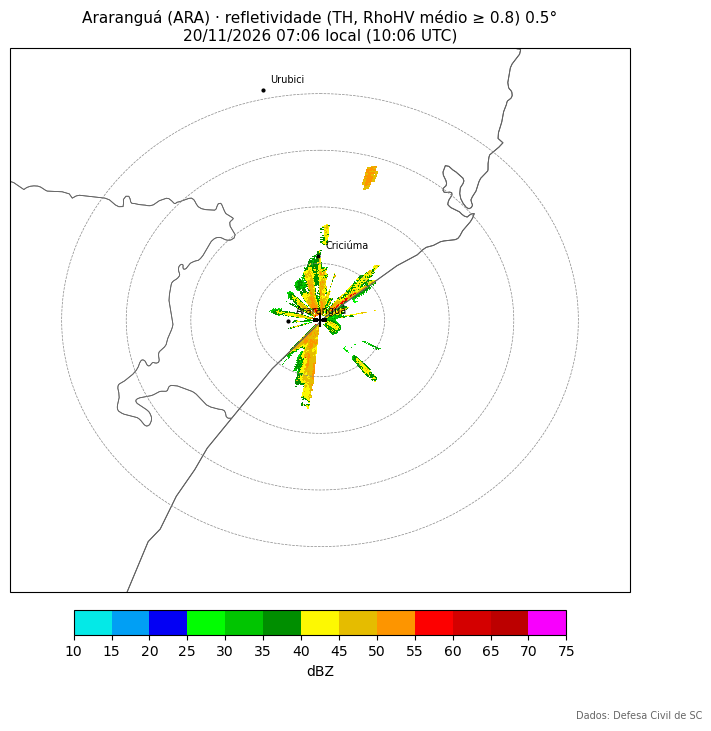 Araranguá (ARA) · refletividade (TH, RhoHV médio ≥ 0.8) 0.5°
20/11/2026 07:06 local (10:06 UTC)
Urubici
Criciúma
Araranguá
10 15 20 25 30 35 40 45 50 55 60 65 70 75
dBZ
Dados: Defesa Civil de SC